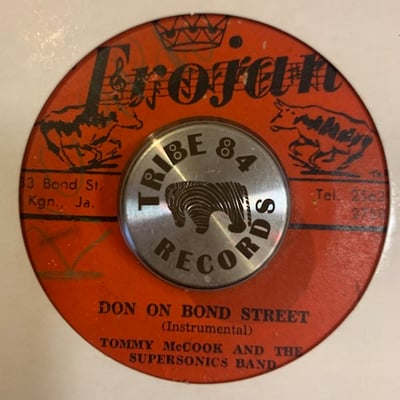 Trojan
33 Bond St.
Kgn., Ja.
Tel.
TRIBE 84
RECORDS
DON ON BOND STREET
(Instrumental)
TOMMY McCOOK AND THE
SUPERSONICS BAND